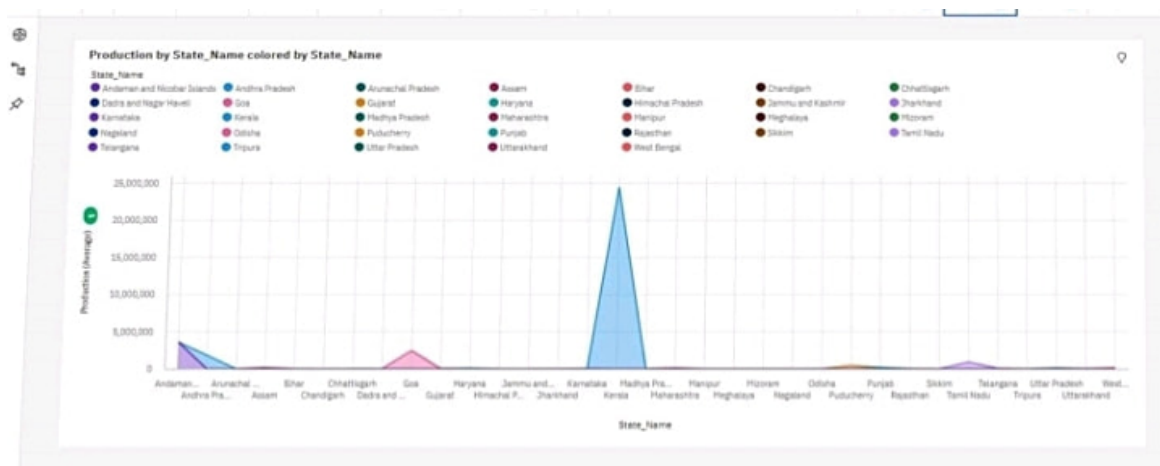 Production by State_Name colored by State_Name
State_Name
Andaman and Nicobar Islands Andhra Pradesh Arunachal Pradesh Assam Bihar Chandigarh Chhattisgarh
Dadra and Nagar Haveli Goa Gujarat Haryana Himachal Pradesh Jammu and Kashmir Jharkhand
Karnataka Kerala Madhya Pradesh Maharashtra Manipur Meghalaya Mizoram
Nagaland Odisha Puducherry Punjab Rajasthan Sikkim Tamil Nadu
Telangana Tripura Uttar Pradesh Uttarakhand West Bengal
25,000,000
20,000,000
15,000,000
10,000,000
5,000,000
0
Production (Average)
Andaman... Arunachal ... Bihar Chhattisgarh Goa Haryana Jammu and... Karnataka Madhya Pra... Manipur Mizoram Odisha Punjab Sikkim Telangana Uttar Pradesh West...
Andhra Pra... Assam Chandigarh Dadra and ... Gujarat Himachal P... Jharkhand Kerala Maharashtra Meghalaya Nagaland Puducherry Rajasthan Tamil Nadu Tripura Uttarakhand
State_Name